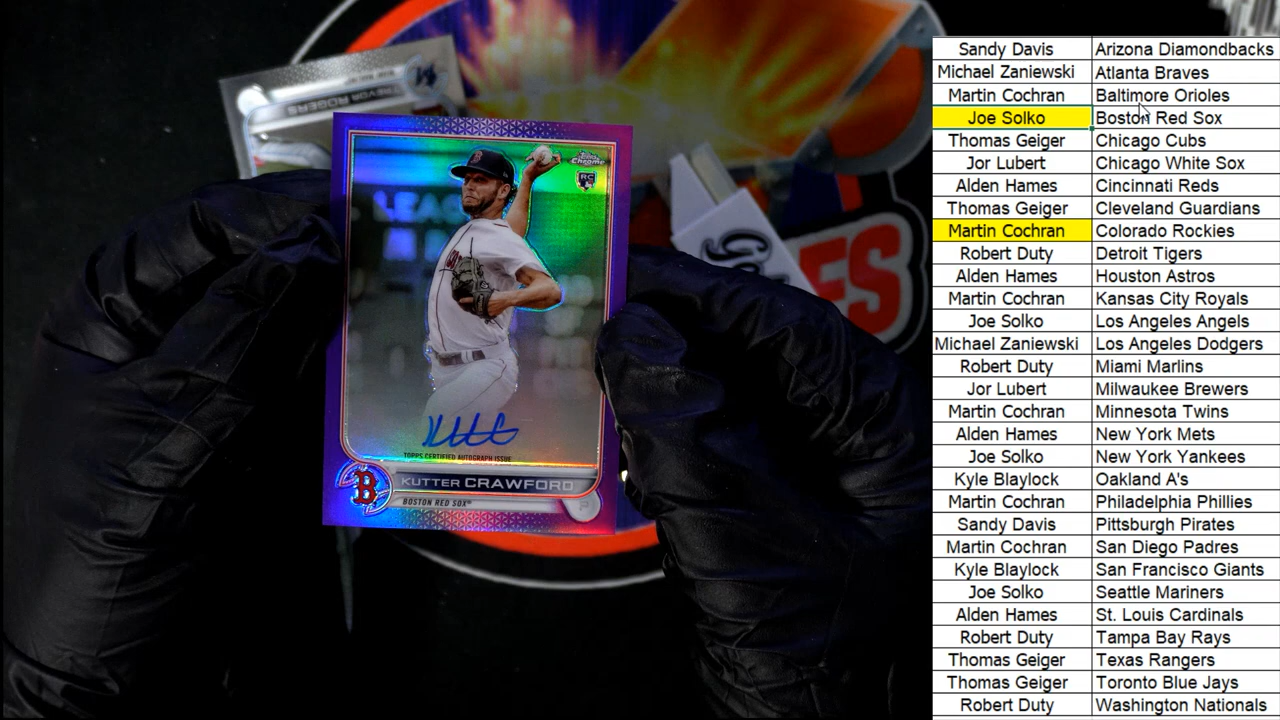 TREVOR ROGERS
LEAG
Topps
Chrome
RC
ES
TOPPS CERTIFIED AUTOGRAPH ISSUE
B
KUTTER CRAWFORD
BOSTON RED SOX®
P
Sandy Davis Arizona Diamondbacks
Michael Zaniewski Atlanta Braves
Martin Cochran Baltimore Orioles
Joe Solko Boston Red Sox
Thomas Geiger Chicago Cubs
Jor Lubert Chicago White Sox
Alden Hames Cincinnati Reds
Thomas Geiger Cleveland Guardians
Martin Cochran Colorado Rockies
Robert Duty Detroit Tigers
Alden Hames Houston Astros
Martin Cochran Kansas City Royals
Joe Solko Los Angeles Angels
Michael Zaniewski Los Angeles Dodgers
Robert Duty Miami Marlins
Jor Lubert Milwaukee Brewers
Martin Cochran Minnesota Twins
Alden Hames New York Mets
Joe Solko New York Yankees
Kyle Blaylock Oakland A's
Martin Cochran Philadelphia Phillies
Sandy Davis Pittsburgh Pirates
Martin Cochran San Diego Padres
Kyle Blaylock San Francisco Giants
Joe Solko Seattle Mariners
Alden Hames St. Louis Cardinals
Robert Duty Tampa Bay Rays
Thomas Geiger Texas Rangers
Thomas Geiger Toronto Blue Jays
Robert Duty Washington Nationals